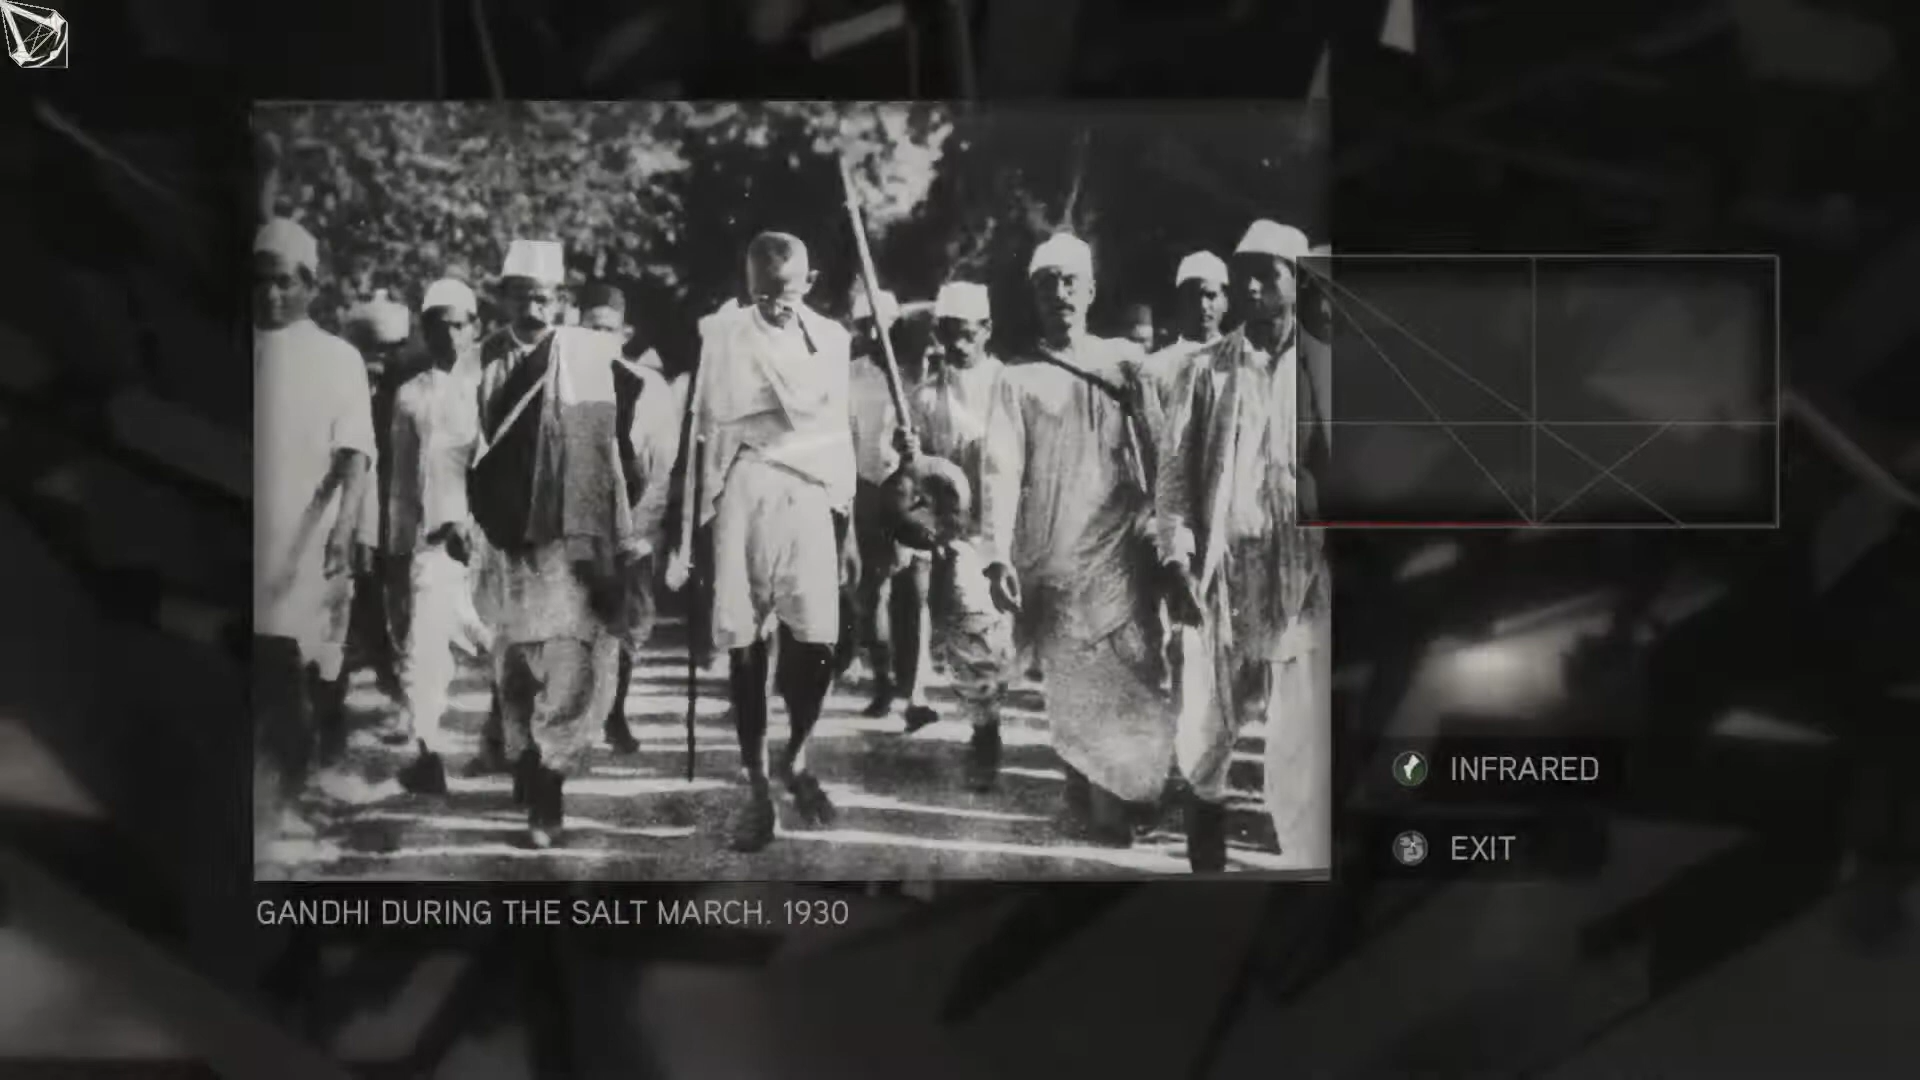 INFRARED
EXIT
GANDHI DURING THE SALT MARCH. 1930